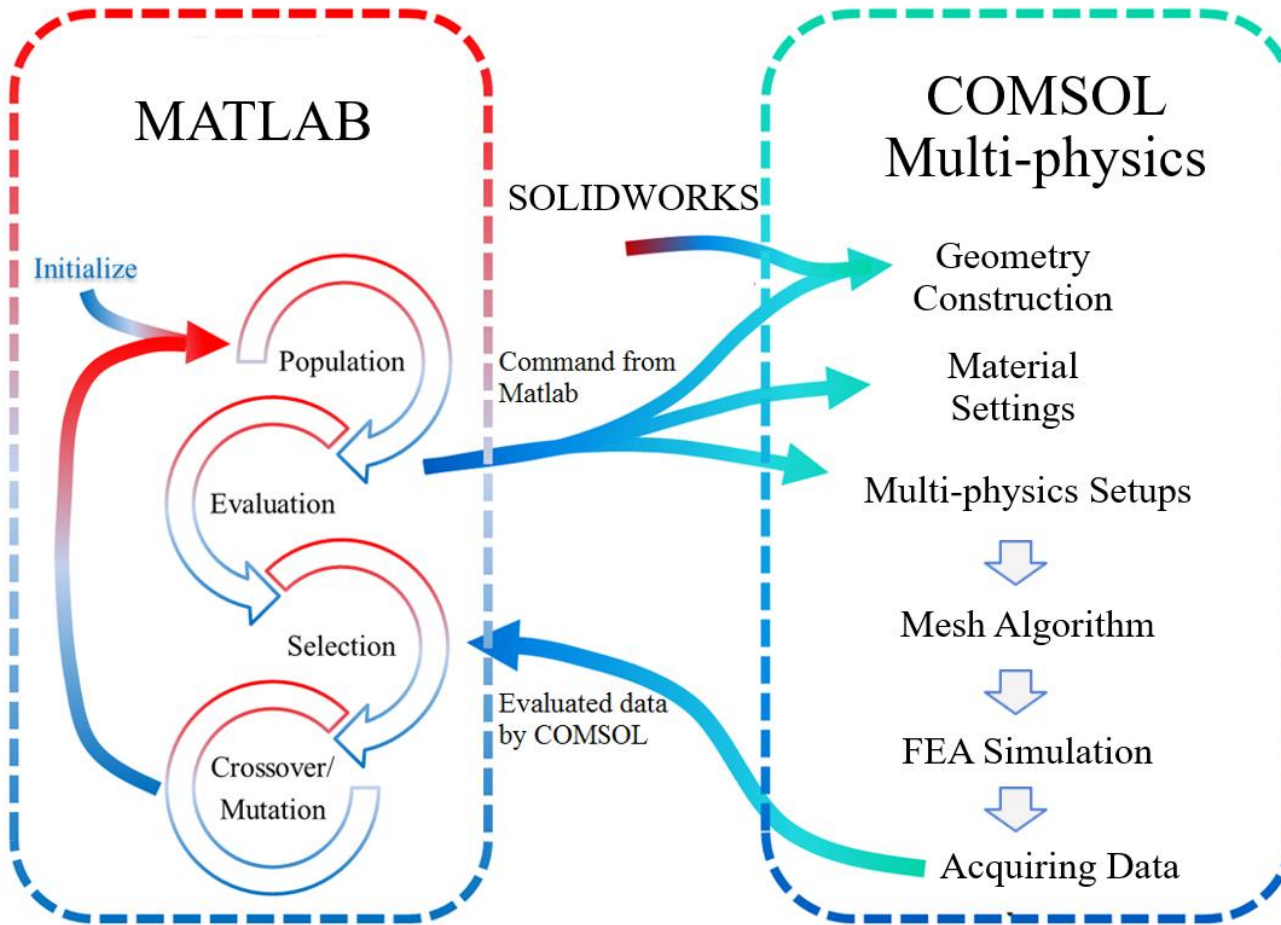 MATLAB
Initialize
Population
Evaluation
Selection
Crossover/
Mutation
SOLIDWORKS
Command from
Matlab
Evaluated data
by COMSOL
COMSOL
Multi-physics
Geometry
Construction
Material
Settings
Multi-physics Setups
Mesh Algorithm
FEA Simulation
Acquiring Data